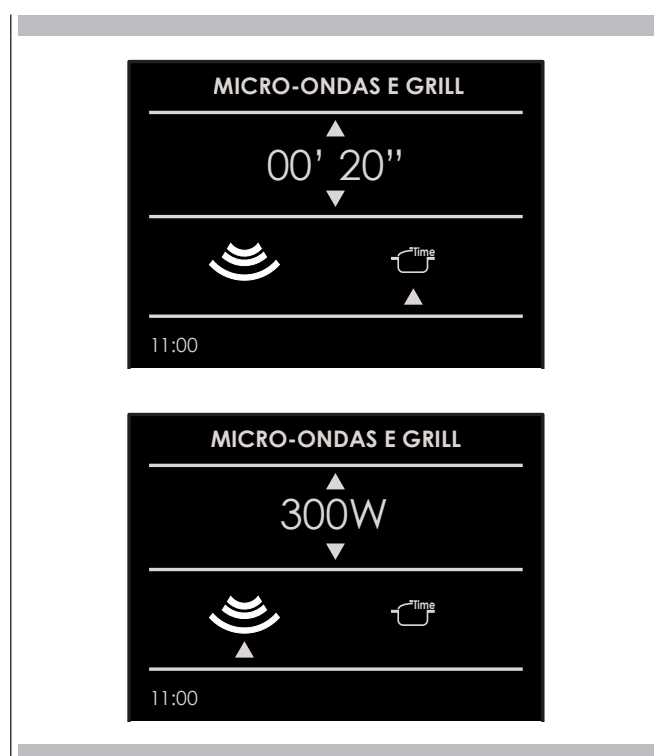 MICRO-ONDAS E GRILL
00’ 20’’
Time
11:00
MICRO-ONDAS E GRILL
300W
Time
11:00